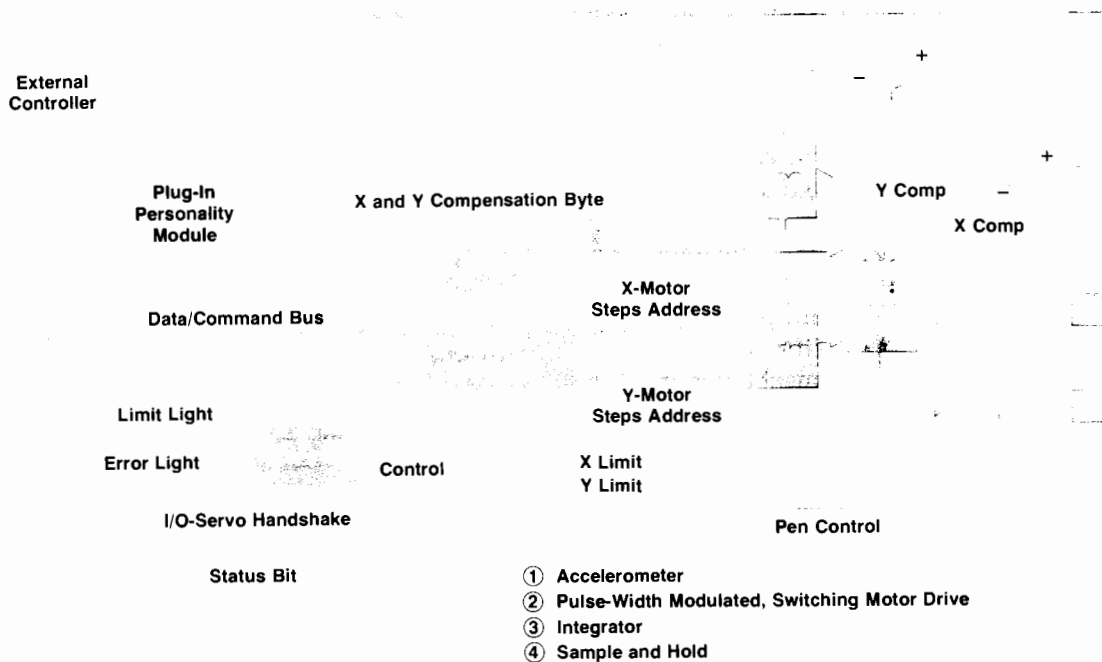 +
−
External
Controller
+
−
Plug-In
Personality
Module
X and Y Compensation Byte
Y Comp
X Comp
X-Motor
Steps Address
Data/Command Bus
Y-Motor
Steps Address
Limit Light
Error Light
Control
X Limit
Y Limit
I/O-Servo Handshake
Pen Control
Status Bit
① Accelerometer
② Pulse-Width Modulated, Switching Motor Drive
③ Integrator
④ Sample and Hold